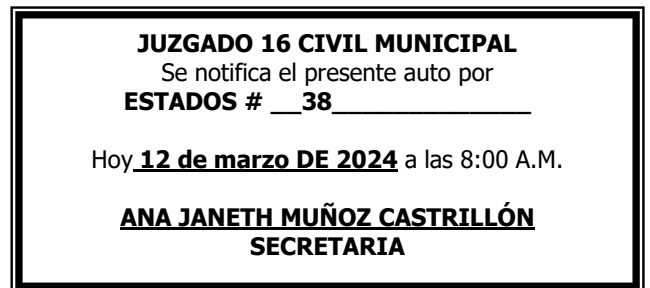 JUZGADO 16 CIVIL MUNICIPAL
Se notifica el presente auto por
ESTADOS # __38______________
Hoy 12 de marzo DE 2024 a las 8:00 A.M.
ANA JANETH MUÑOZ CASTRILLÓN
SECRETARIA